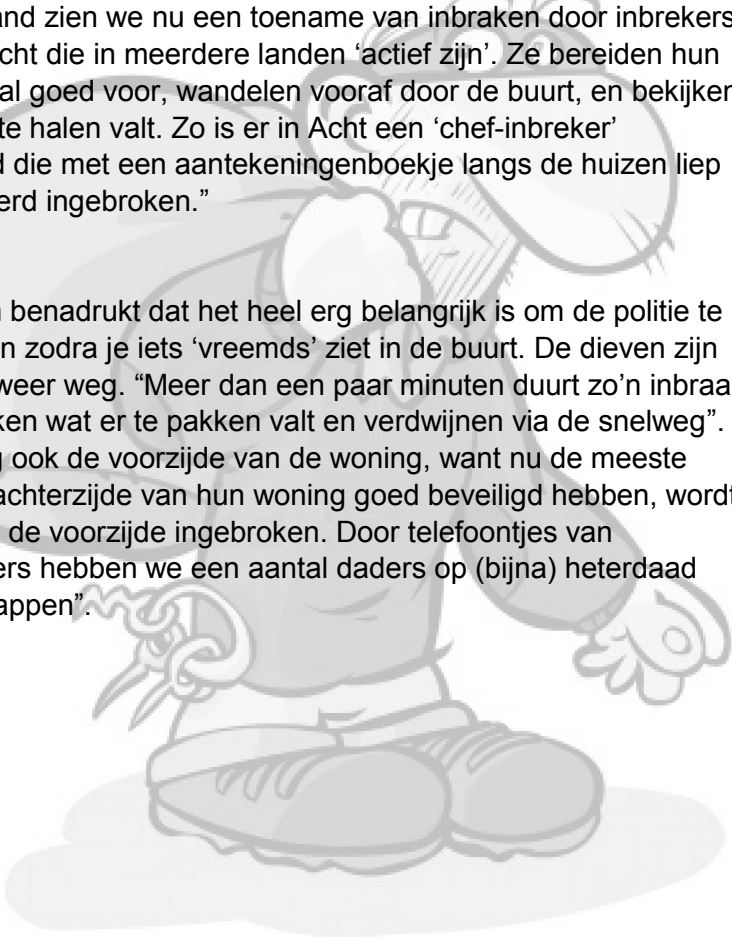 and zien we nu een toename van inbraken door inbrekers
cht die in meerdere landen ‘actief zijn’. Ze bereiden hun
al goed voor, wandelen vooraf door de buurt, en bekijken
te halen valt. Zo is er in Acht een ‘chef-inbreker’
d die met een aantekeningenboekje langs de huizen liep
erd ingebroken.”
benadrukt dat het heel erg belangrijk is om de politie te
n zodra je iets ‘vreemds’ ziet in de buurt. De dieven zijn
weer weg. “Meer dan een paar minuten duurt zo’n inbraa
ken wat er te pakken valt en verdwijnen via de snelweg”.
g ook de voorzijde van de woning, want nu de meeste
achterzijde van hun woning goed beveiligd hebben, wordt
de voorzijde ingebroken. Door telefoontjes van
ers hebben we een aantal daders op (bijna) heterdaad
appen”.